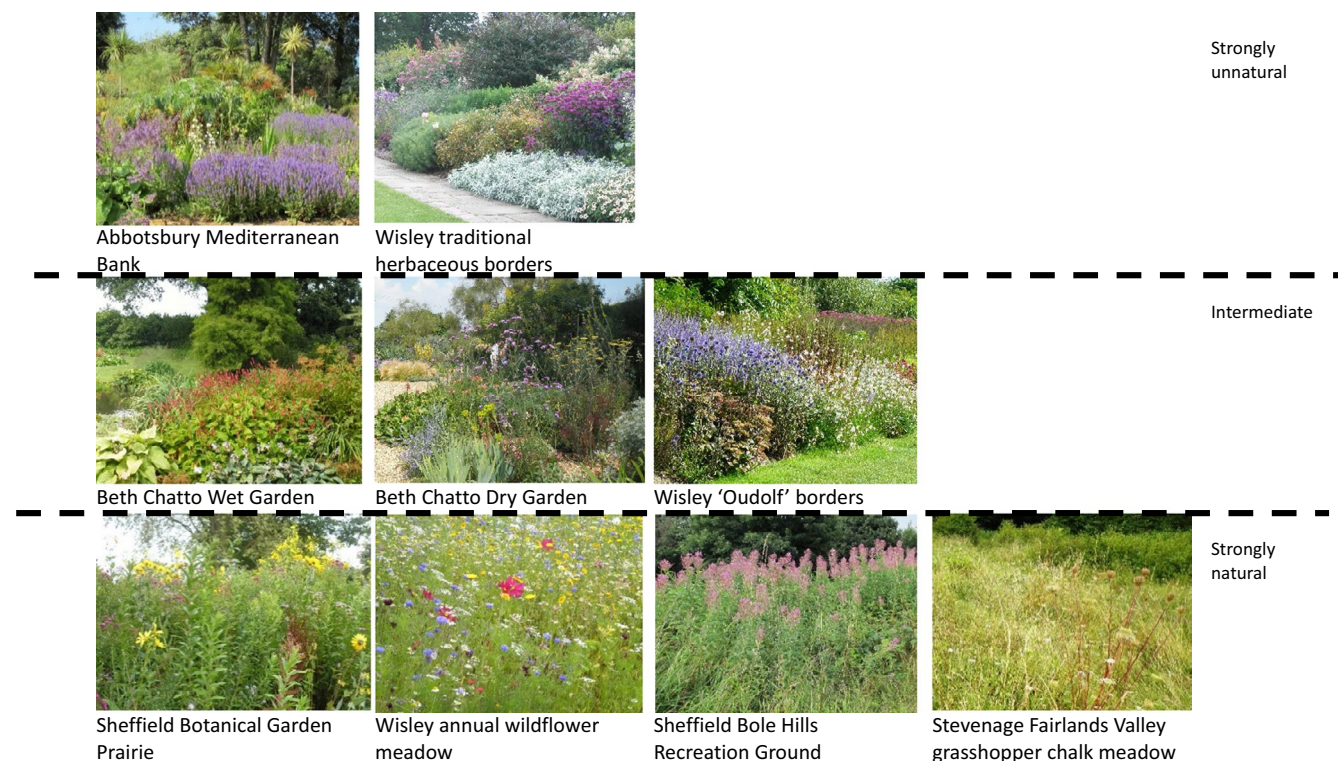 Strongly
unnatural
Abbotsbury Mediterranean
Bank
Wisley traditional
herbaceous borders
Intermediate
Beth Chatto Wet Garden
Beth Chatto Dry Garden
Wisley ‘Oudolf’ borders
Strongly
natural
Sheffield Botanical Garden
Prairie
Wisley annual wildflower
meadow
Sheffield Bole Hills
Recreation Ground
Stevenage Fairlands Valley
grasshopper chalk meadow